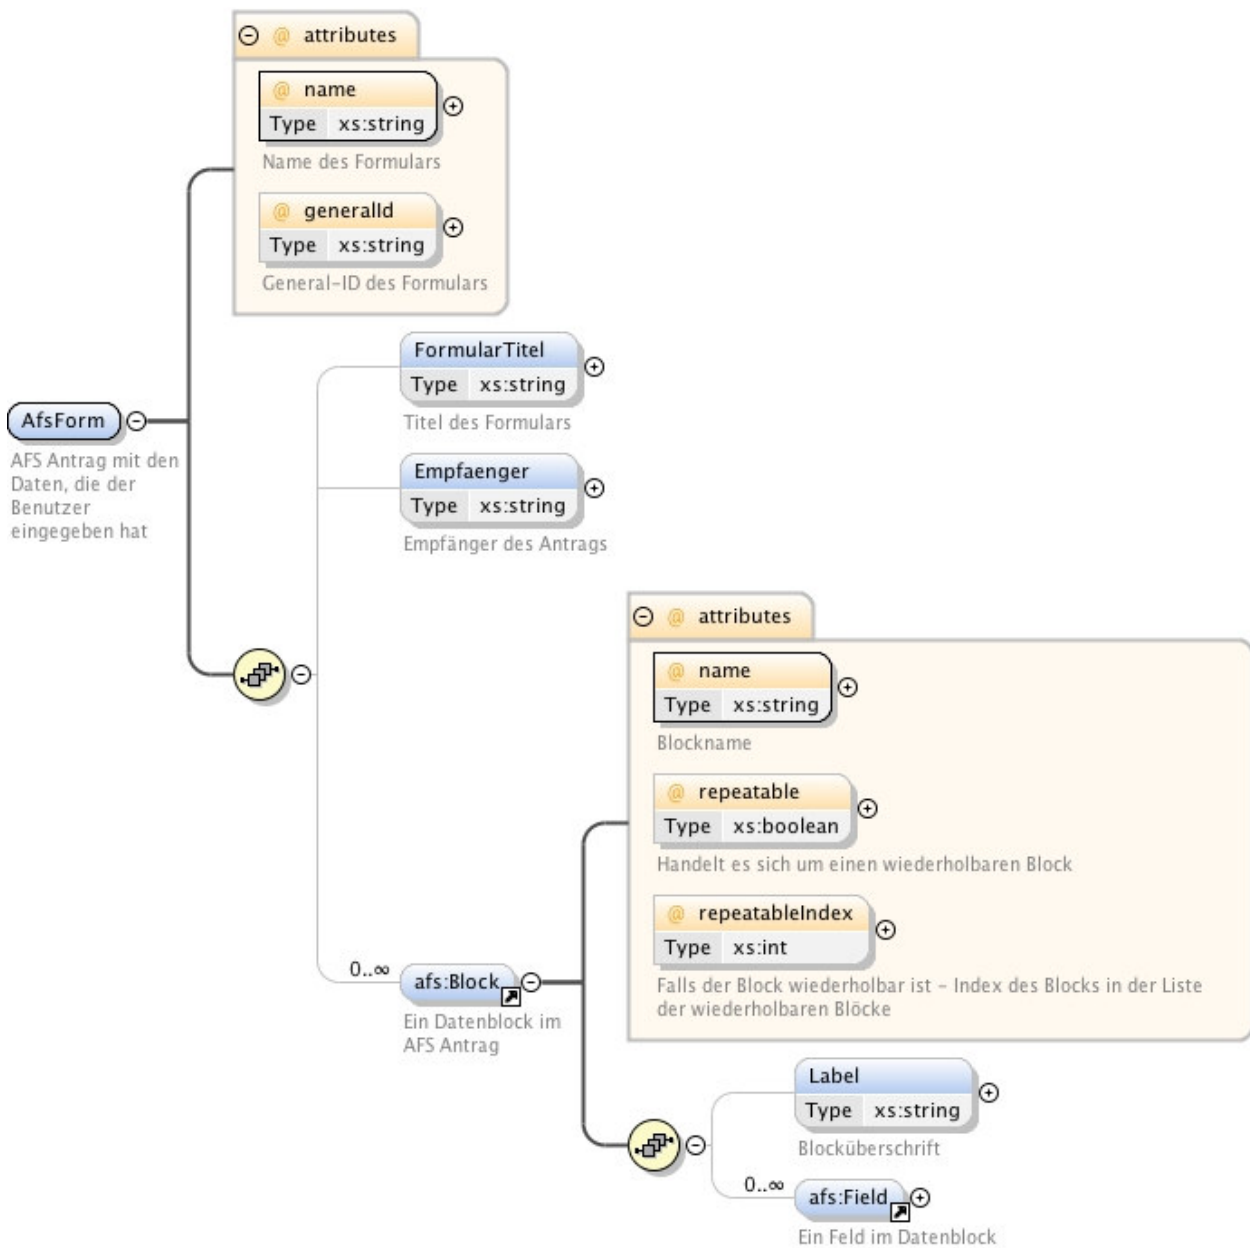 @ attributes
@ name
Type xs:string
Name des Formulars
@ generalId
Type xs:string
General-ID des Formulars
FormularTitel
Type xs:string
Titel des Formulars
AfsForm
AFS Antrag mit den
Daten, die der
Benutzer
eingegeben hat
Empfaenger
Type xs:string
Empfänger des Antrags
@ attributes
@ name
Type xs:string
Blockname
@ repeatable
Type xs:boolean
Handelt es sich um einen wiederholbaren Block
@ repeatableIndex
Type xs:int
Falls der Block wiederholbar ist - Index des Blocks in der Liste
der wiederholbaren Blöcke
0..∞
afs:Block
Ein Datenblock im
AFS Antrag
Label
Type xs:string
Blocküberschrift
0..∞
afs:Field
Ein Feld im Datenblock